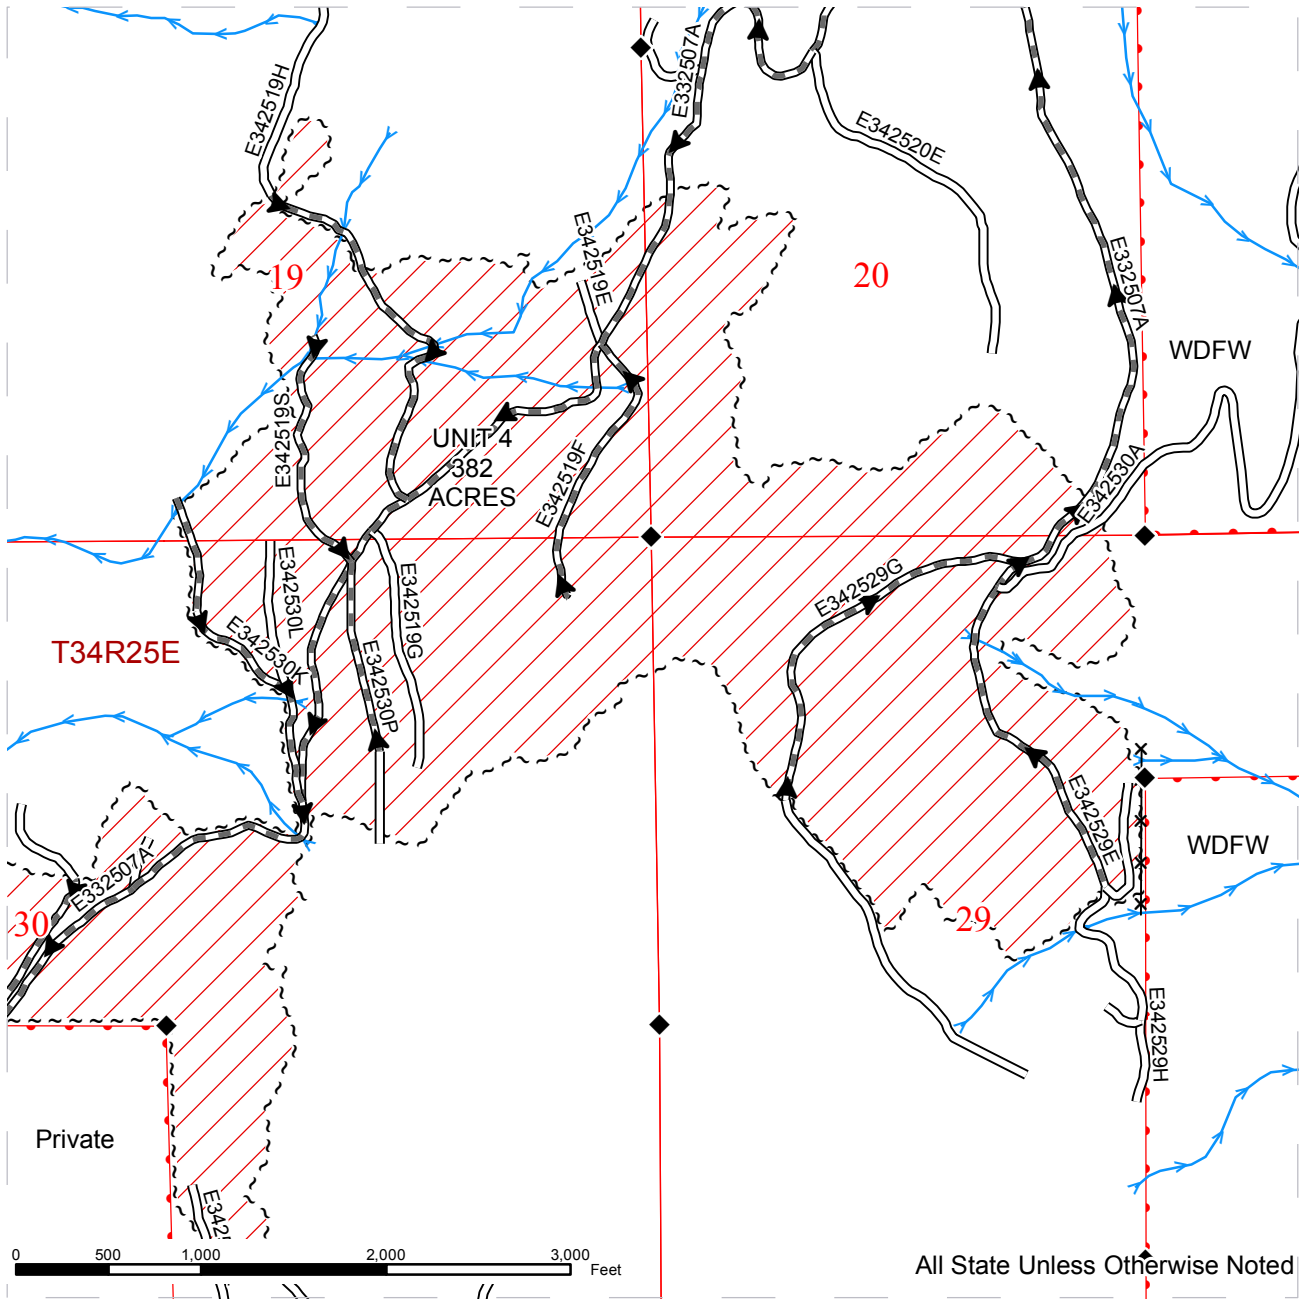 E342519H
E332507A
E342520E
E342519E
19
20
E332507A
WDFW
E342519S
UNIT 4
382
ACRES
E342519F
E342530A
E342530L
E342519G
E342529G
T34R25E
E342530K
E342530P
E342529E
WDFW
E332507A
30
29
E342529H
Private
0
500
1,000
2,000
3,000
Feet
All State Unless Otherwise Noted